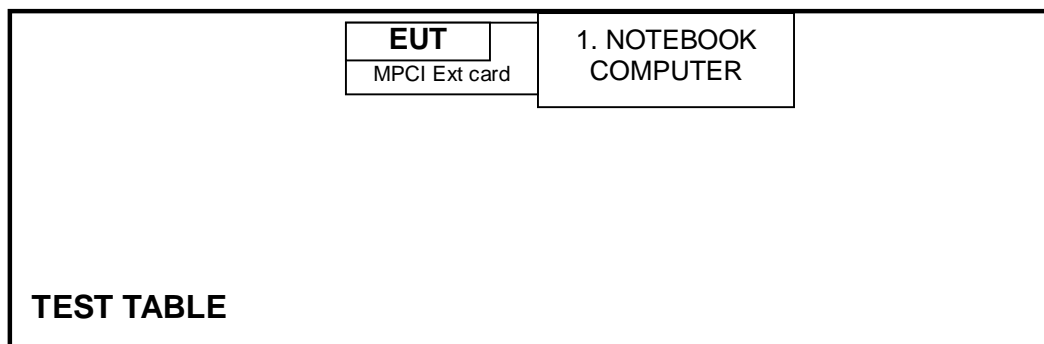 EUT
MPCI Ext card
1. NOTEBOOK
COMPUTER
TEST TABLE